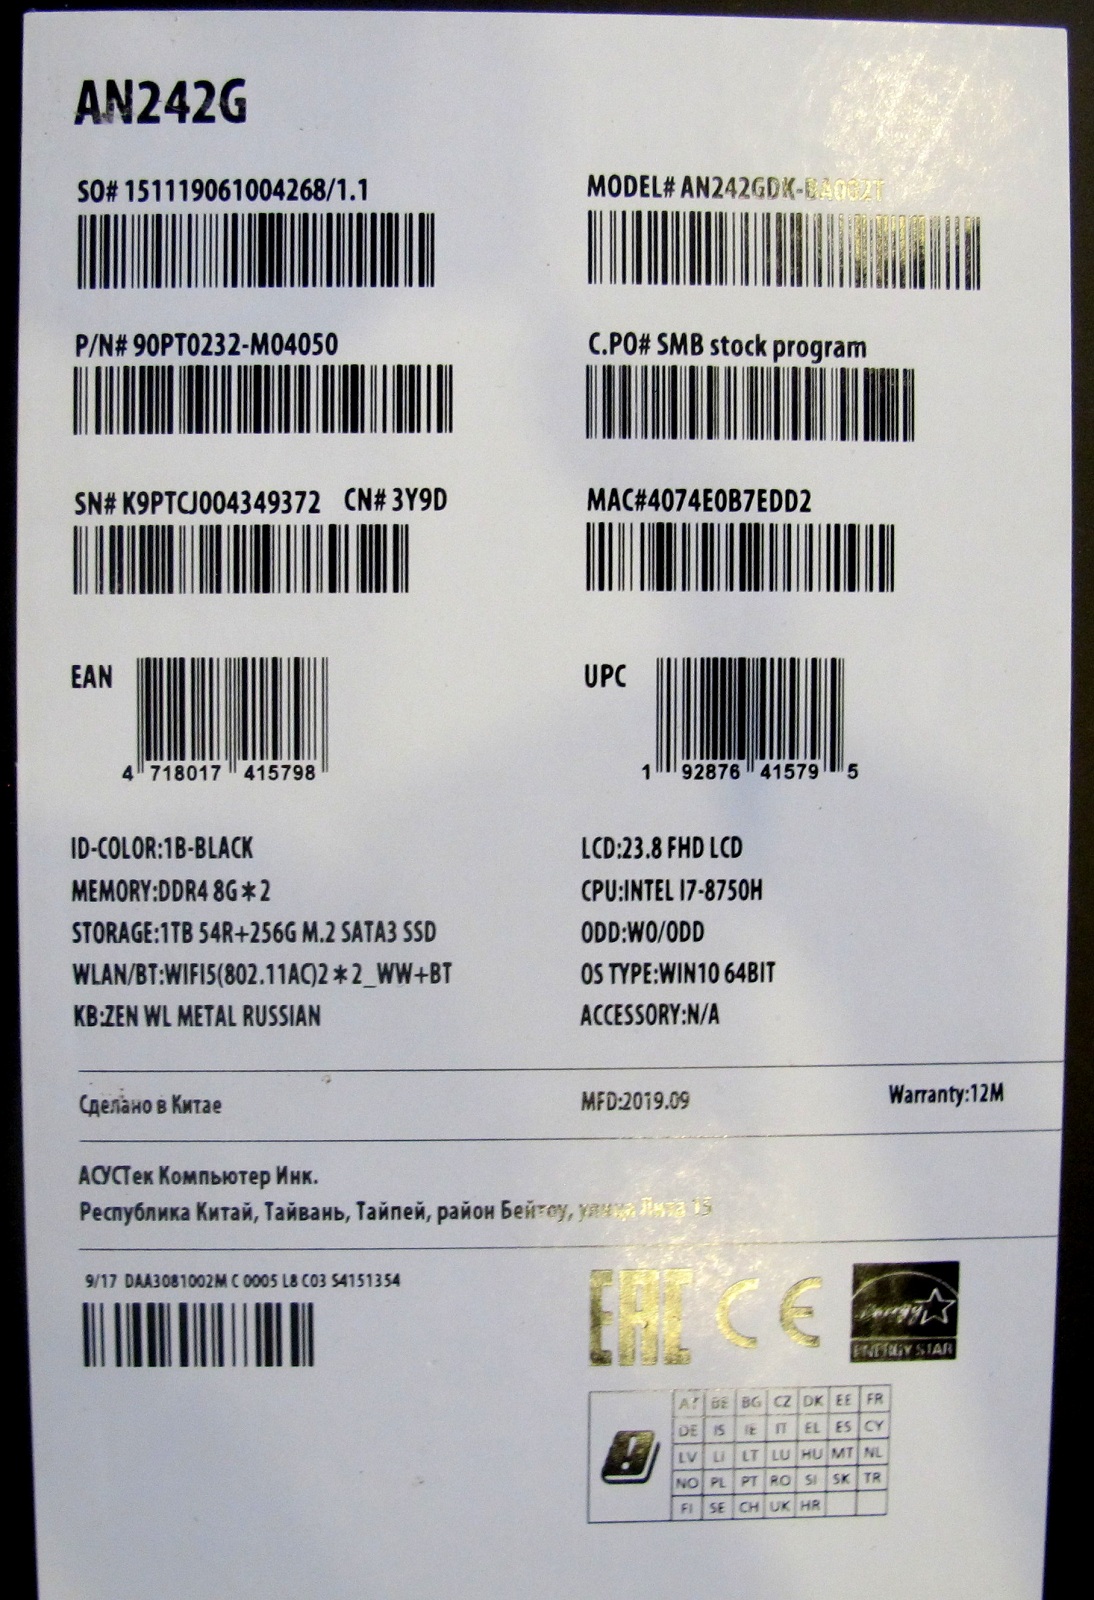 AN242G
SO# 151119061004268/1.1
MODEL# AN242GDK-BA002T
P/N# 90PT0232-M04050
C.PO# SMB stock program
SN# K9PTCJ004349372 CN# 3Y9D
MAC#4074E0B7EDD2
EAN
4 718017 415798
UPC
1 92876 41579 5
ID-COLOR:1B-BLACK
LCD:23.8 FHD LCD
MEMORY:DDR4 8G*2
CPU:INTEL I7-8750H
STORAGE:1TB 54R+256G M.2 SATA3 SSD
ODD:WO/ODD
WLAN/BT:WIFI5(802.11AC)2*2_WW+BT
OS TYPE:WIN10 64BIT
KB:ZEN WL METAL RUSSIAN
ACCESSORY:N/A
Сделано в Китае
MFD:2019.09
Warranty:12M
АСУСТек Компьютер Инк.
Республика Китай, Тайвань, Тайпей, район Бейтоу, улица Лите 15
9/17 DAA3081002M C 0005 L8 C03 S4151354
EAC CE energy
ENERGY STAR
AT BE BG CZ DK EE FR
DE IS IE IT EL ES CY
LV LI LT LU HU MT NL
NO PL PT RO SI SK TR
FI SE CH UK HR